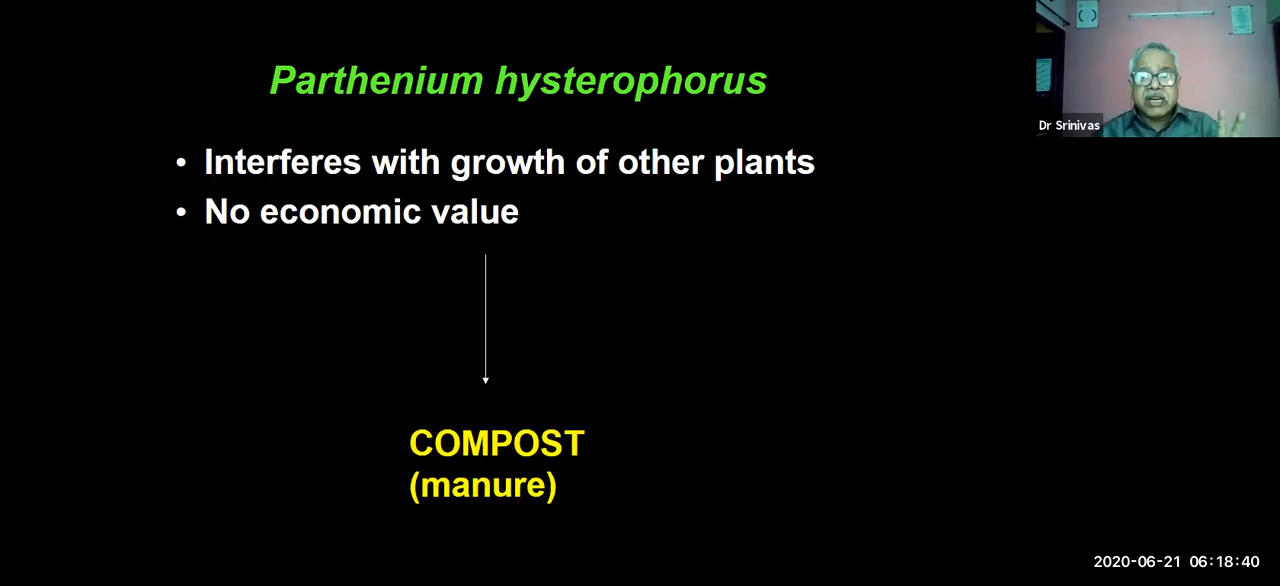 Parthenium hysterophorus
• Interferes with growth of other plants
• No economic value
COMPOST
(manure)
Dr Srinivas
2020-06-21 06:18:40